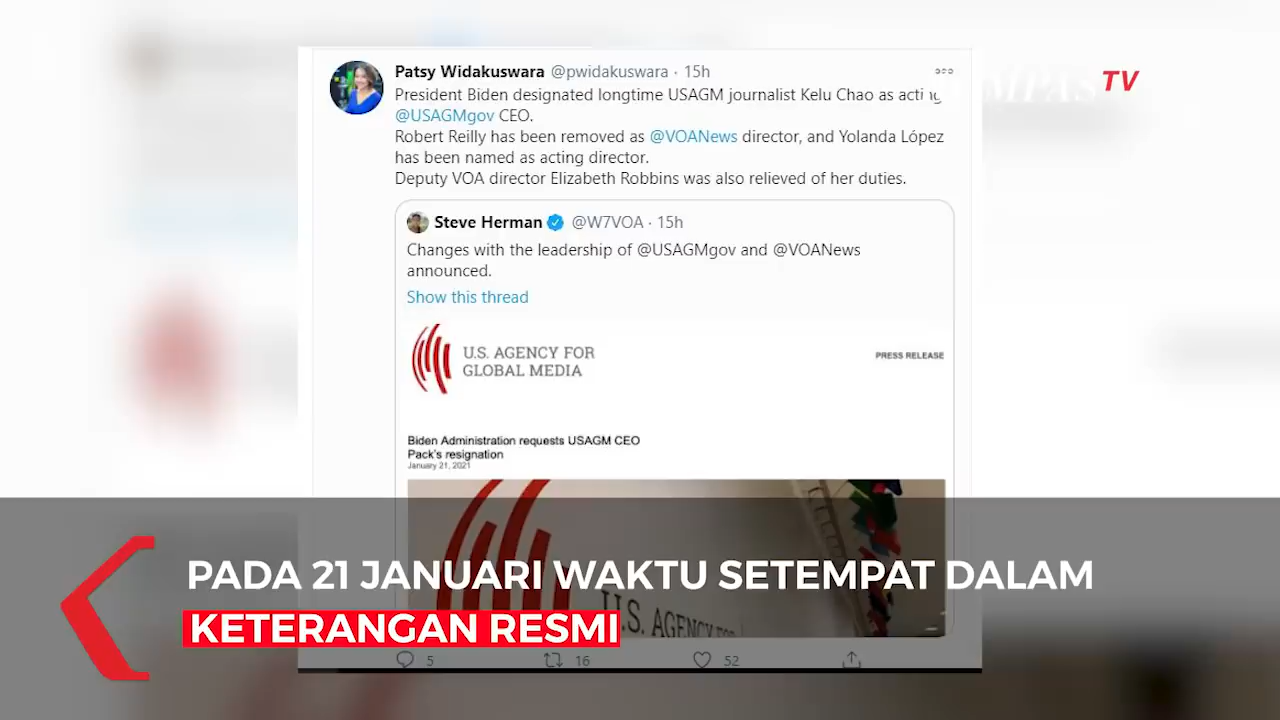 Patsy Widakuswara @pwidakuswara · 15h
President Biden designated longtime USAGM journalist Kelu Chao as acting
@USAGMgov CEO.
Robert Reilly has been removed as @VOANews director, and Yolanda López
has been named as acting director.
Deputy VOA director Elizabeth Robbins was also relieved of her duties.
TV
Steve Herman @W7VOA · 15h
Changes with the leadership of @USAGMgov and @VOANews
announced.
Show this thread
U.S. AGENCY FOR
GLOBAL MEDIA
PRESS RELEASE
Biden Administration requests USAGM CEO
Pack's resignation
January 21, 2021
PADA 21 JANUARI WAKTU SETEMPAT DALAM
KETERANGAN RESMI
U.S. AGENCY FOR
5 16 52